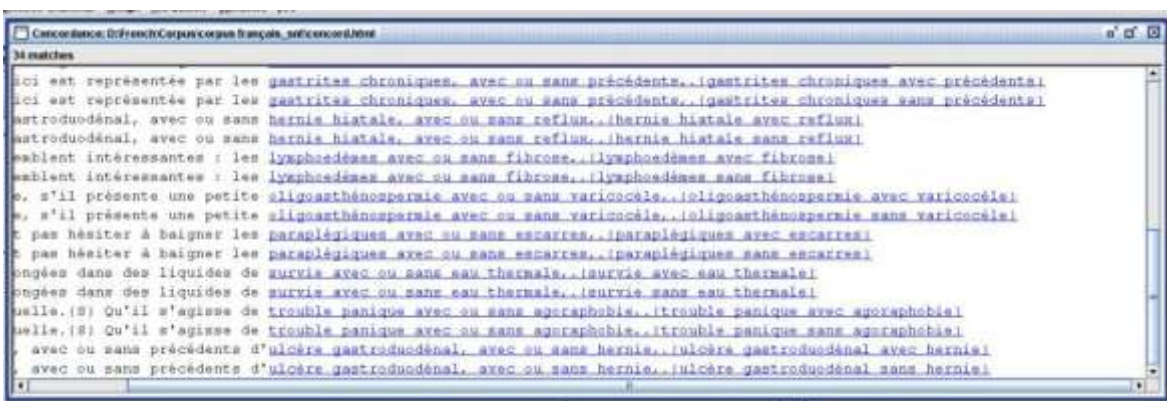 Concordance: D:\French\Corpus\corpus français_snt\concord.html
34 matches
ici est représentée par les gastrites chroniques, avec ou sans précédents,.[gastrites chroniques avec précédents]
ici est représentée par les gastrites chroniques, avec ou sans précédents,.[gastrites chroniques sans précédents]
astroduodénal, avec ou sans hernie hiatale, avec ou sans reflux,.[hernie hiatale avec reflux]
astroduodénal, avec ou sans hernie hiatale, avec ou sans reflux,.[hernie hiatale sans reflux]
emblent intéressantes : les lymphoedèmes avec ou sans fibrose,.[lymphoedèmes avec fibrose]
emblent intéressantes : les lymphoedèmes avec ou sans fibrose,.[lymphoedèmes sans fibrose]
e, s'il présente une petite oligoasthénospermie avec ou sans varicocèle,.[oligoasthénospermie avec varicocèle]
e, s'il présente une petite oligoasthénospermie avec ou sans varicocèle,.[oligoasthénospermie sans varicocèle]
t pas hésiter à baigner les paraplégiques avec ou sans escarres,.[paraplégiques avec escarres]
t pas hésiter à baigner les paraplégiques avec ou sans escarres,.[paraplégiques sans escarres]
ongées dans des liquides de survie avec ou sans eau thermale,.[survie avec eau thermale]
ongées dans des liquides de survie avec ou sans eau thermale,.[survie sans eau thermale]
uelle.{S} Qu'il s'agisse de trouble panique avec ou sans agoraphobie,.[trouble panique avec agoraphobie]
uelle.{S} Qu'il s'agisse de trouble panique avec ou sans agoraphobie,.[trouble panique sans agoraphobie]
, avec ou sans précédents d'ulcère gastroduodénal, avec ou sans hernie,.[ulcère gastroduodénal avec hernie]
, avec ou sans précédents d'ulcère gastroduodénal, avec ou sans hernie,.[ulcère gastroduodénal sans hernie]